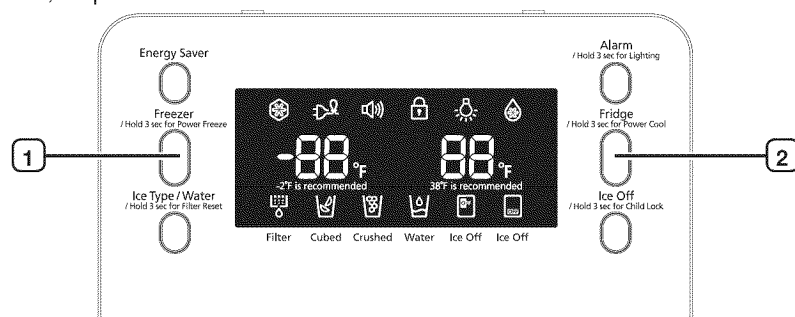 Energy Saver
Alarm
/ Hold 3 sec for Lighting
Freezer
/ Hold 3 sec for Power Freeze
Fridge
/ Hold 3 sec for Power Cool
1
-88°F
88°F
2
-2°F is recommended
38°F is recommended
Ice Type / Water
/ Hold 3 sec for Filter Reset
Ice Off
/ Hold 3 sec for Child Lock
Filter
Cubed
Crushed
Water
Ice Off
Ice Off